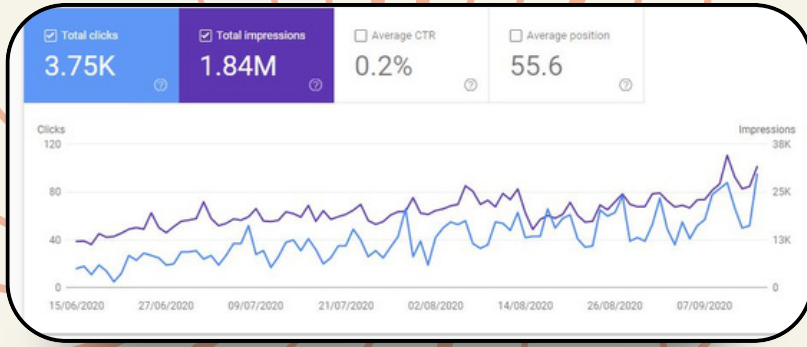 Total clicks
3.75K
Total impressions
1.84M
Average CTR
0.2%
Average position
55.6
Clicks
Impressions
120
38K
80
25K
40
13K
0
0
15/06/2020 27/06/2020 09/07/2020 21/07/2020 02/08/2020 14/08/2020 26/08/2020 07/09/2020